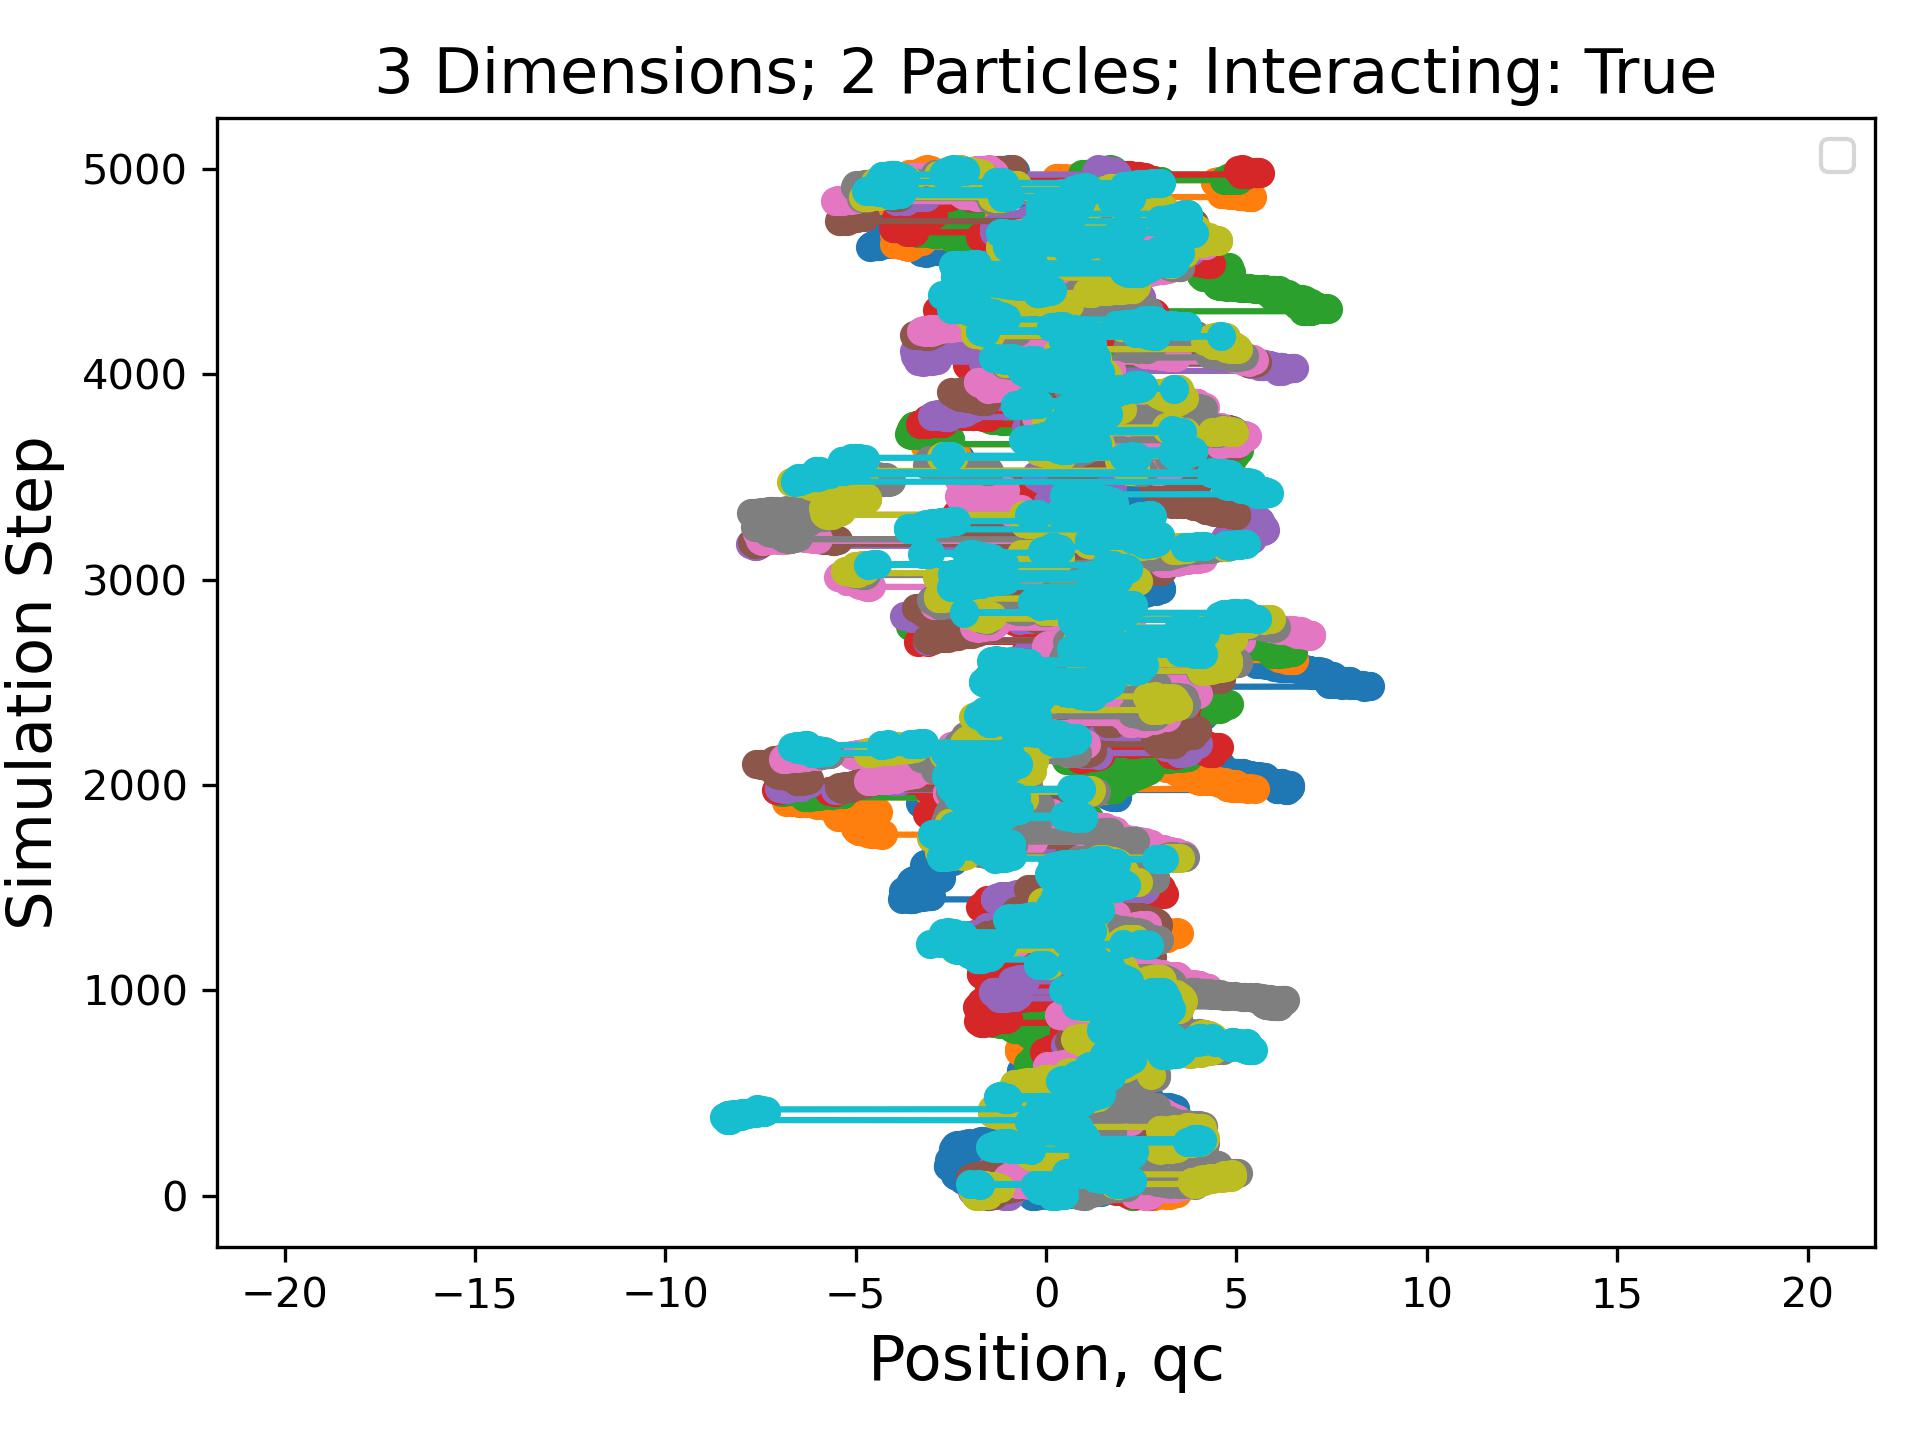 3 Dimensions; 2 Particles; Interacting: True
Simulation Step
5000
4000
3000
2000
1000
0
−20 −15 −10 −5 0 5 10 15 20
Position, qc